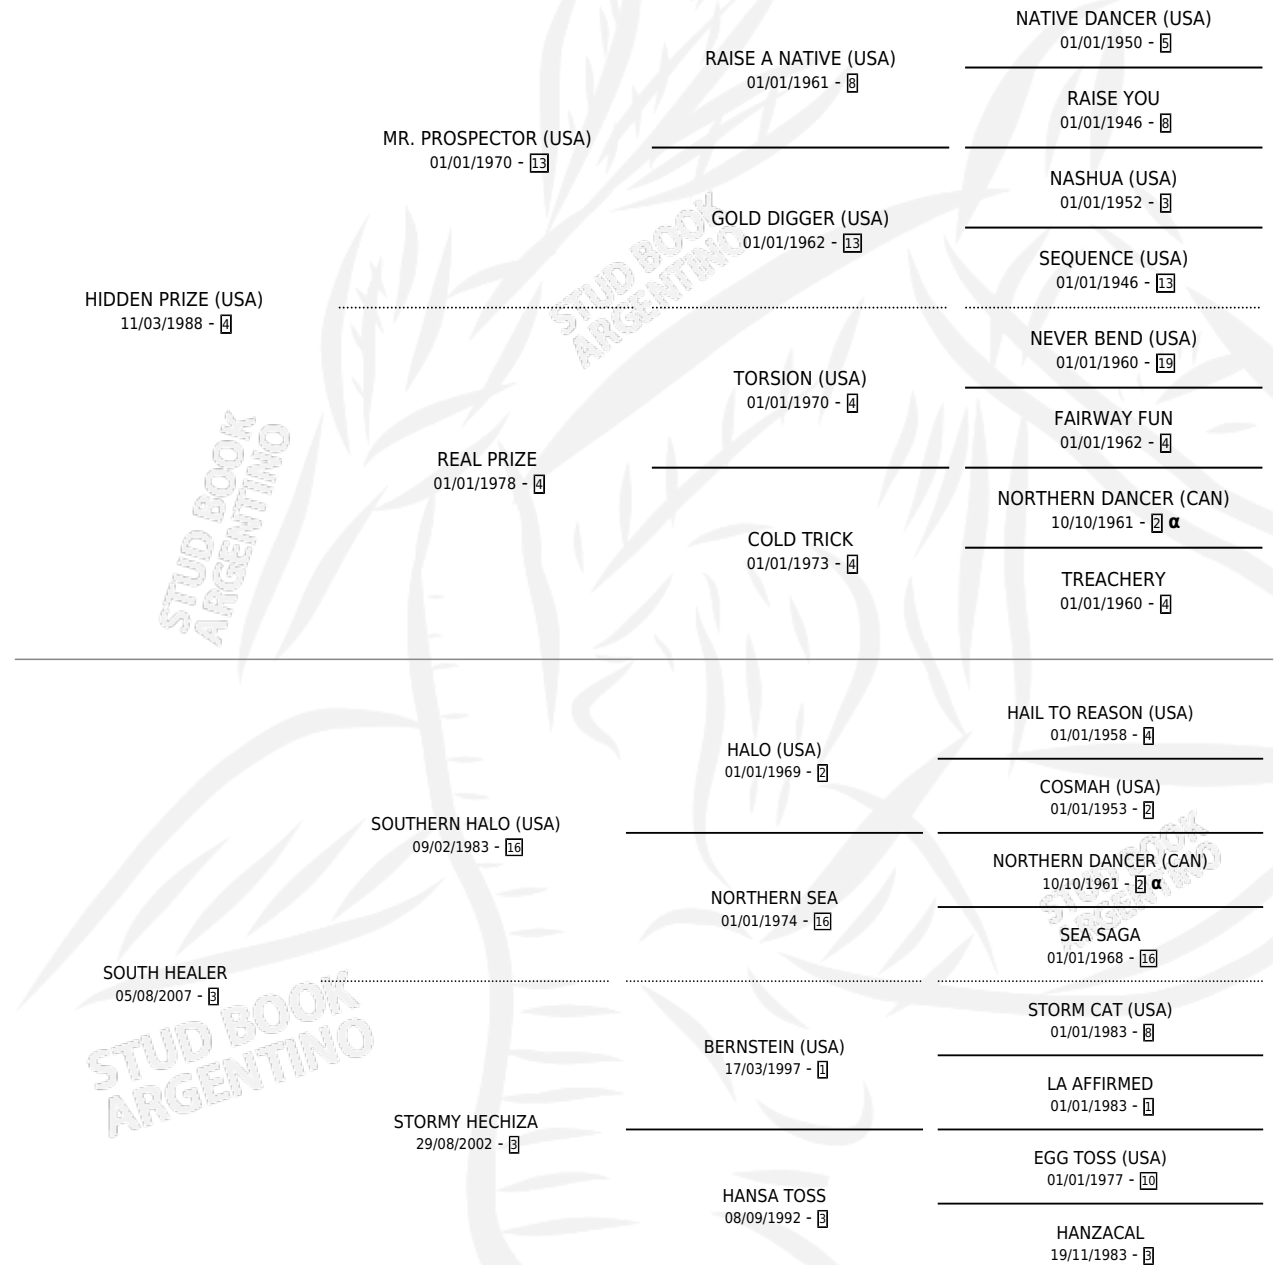 NATIVE DANCER (USA)
01/01/1950 - 5
RAISE A NATIVE (USA)
01/01/1961 - 8
RAISE YOU
01/01/1946 - 8
MR. PROSPECTOR (USA)
01/01/1970 - 13
NASHUA (USA)
01/01/1952 - 3
GOLD DIGGER (USA)
01/01/1962 - 13
SEQUENCE (USA)
01/01/1946 - 13
HIDDEN PRIZE (USA)
11/03/1988 - 4
NEVER BEND (USA)
01/01/1960 - 19
TORSION (USA)
01/01/1970 - 4
FAIRWAY FUN
01/01/1962 - 4
REAL PRIZE
01/01/1978 - 4
NORTHERN DANCER (CAN)
10/10/1961 - 2 α
COLD TRICK
01/01/1973 - 4
TREACHERY
01/01/1960 - 4
HAIL TO REASON (USA)
01/01/1958 - 4
HALO (USA)
01/01/1969 - 2
COSMAH (USA)
01/01/1953 - 2
SOUTHERN HALO (USA)
09/02/1983 - 16
NORTHERN DANCER (CAN)
10/10/1961 - 2 α
NORTHERN SEA
01/01/1974 - 16
SEA SAGA
01/01/1968 - 16
SOUTH HEALER
05/08/2007 - 3
STORM CAT (USA)
01/01/1983 - 8
BERNSTEIN (USA)
17/03/1997 - 1
LA AFFIRMED
01/01/1983 - 1
STORMY HECHIZA
29/08/2002 - 3
EGG TOSS (USA)
01/01/1977 - 10
HANSA TOSS
08/09/1992 - 3
HANZACAL
19/11/1983 - 3
STUD BOOK
ARGENTINO
STUD BOOK
ARGENTINO
STUD BOOK
ARGENTINO
STUD BOOK
ARGENTINO